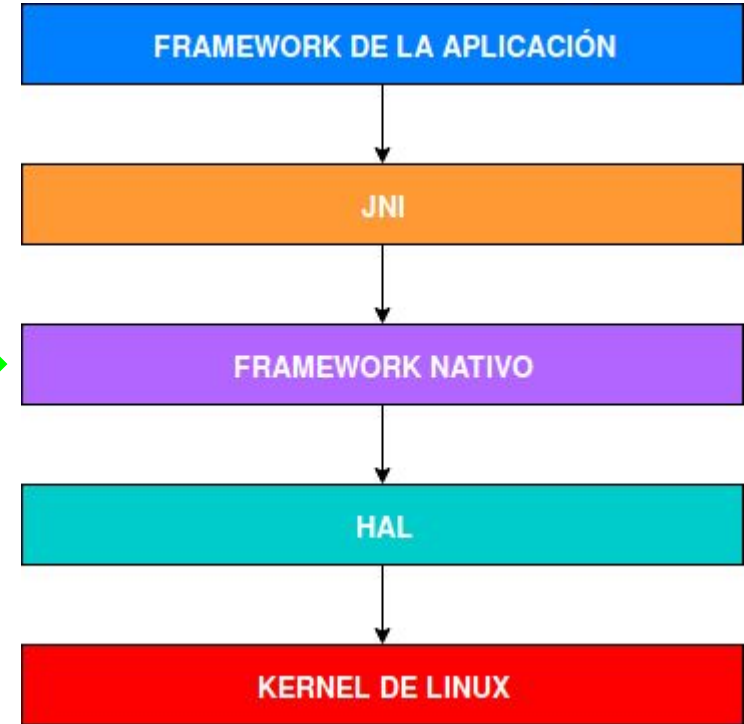 FRAMEWORK DE LA APLICACIÓN
JNI
FRAMEWORK NATIVO
HAL
KERNEL DE LINUX